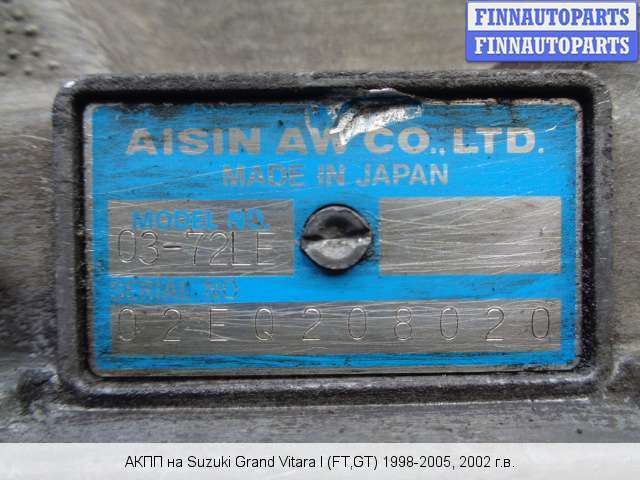 FINNAUTOPARTS
FINNAUTOPARTS
AISIN AW CO., LTD.
MADE IN JAPAN
MODEL NO.
03-72LE
SERIAL NO
02EQ208020
АКПП на Suzuki Grand Vitara I (FT,GT) 1998-2005, 2002 г.в.